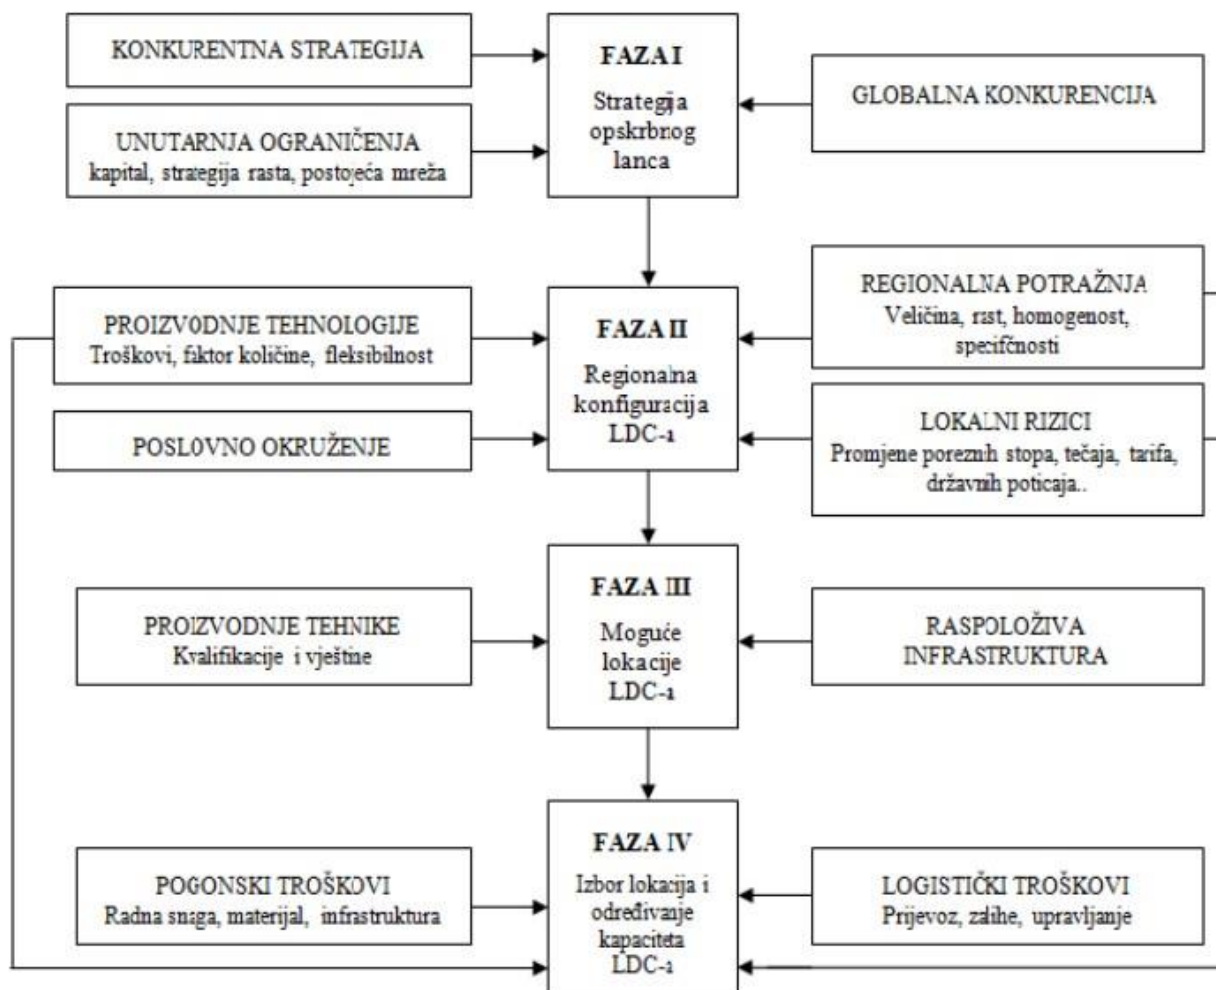 KONKURENTNA STRATEGIJA
UNUTARNJA OGRANIČENJA
kapital, strategija rasta, postojeća mreža
FAZA I
Strategija
opskrbnog
lanca
GLOBALNA KONKURENCIJA
PROIZVODNJE TEHNOLOGIJE
Troškovi, faktor količine, fleksibilnost
POSLOVNO OKRUŽENJE
FAZA II
Regionalna
konfiguracija
LDC-a
REGIONALNA POTRAŽNJA
Veličina, rast, homogenost,
specifčnosti
LOKALNI RIZICI
Promjene poreznih stopa, tečaja, tarifa,
državnih poticaja..
PROIZVODNJE TEHNIKE
Kvalifikacije i vještine
FAZA III
Moguće
lokacije
LDC-a
RASPOLOŽIVA
INFRASTRUKTURA
POGONSKI TROŠKOVI
Radna snaga, materijal, infrastruktura
FAZA IV
Izbor lokacija i
određivanje
kapaciteta
LDC-a
LOGISTIČKI TROŠKOVI
Prijevoz, zalihe, upravljanje